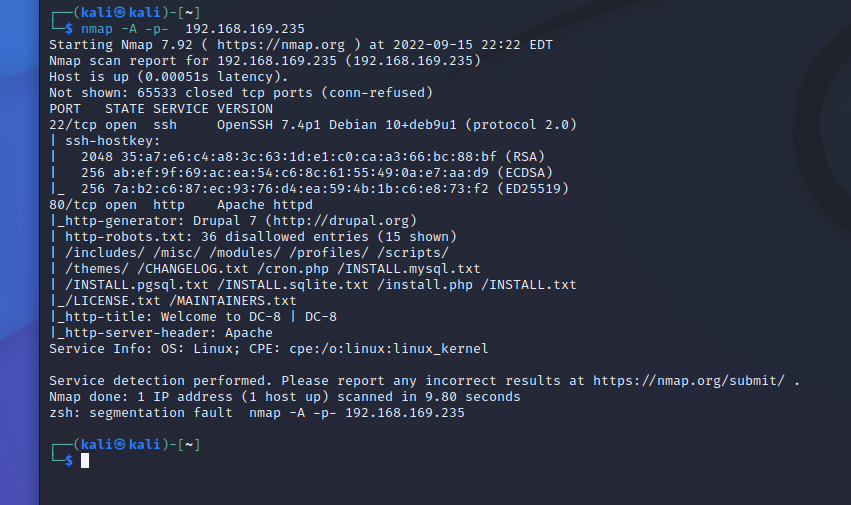 ┌──(kali㉿kali)-[~]
└─$ nmap -A -p-  192.168.169.235
Starting Nmap 7.92 ( https://nmap.org ) at 2022-09-15 22:22 EDT
Nmap scan report for 192.168.169.235 (192.168.169.235)
Host is up (0.00051s latency).
Not shown: 65533 closed tcp ports (conn-refused)
PORT   STATE SERVICE VERSION
22/tcp open  ssh     OpenSSH 7.4p1 Debian 10+deb9u1 (protocol 2.0)
| ssh-hostkey:
|   2048 35:a7:e6:c4:a8:3c:63:1d:e1:c0:ca:a3:66:bc:88:bf (RSA)
|   256 ab:ef:9f:69:ac:ea:54:c6:8c:61:55:49:0a:e7:aa:d9 (ECDSA)
|_  256 7a:b2:c6:87:ec:93:76:d4:ea:59:4b:1b:c6:e8:73:f2 (ED25519)
80/tcp open  http    Apache httpd
|_http-generator: Drupal 7 (http://drupal.org)
| http-robots.txt: 36 disallowed entries (15 shown)
| /includes/ /misc/ /modules/ /profiles/ /scripts/
| /themes/ /CHANGELOG.txt /cron.php /INSTALL.mysql.txt
| /INSTALL.pgsql.txt /INSTALL.sqlite.txt /install.php /INSTALL.txt
|_/LICENSE.txt /MAINTAINERS.txt
|_http-title: Welcome to DC-8 | DC-8
|_http-server-header: Apache
Service Info: OS: Linux; CPE: cpe:/o:linux:linux_kernel

Service detection performed. Please report any incorrect results at https://nmap.org/submit/ .
Nmap done: 1 IP address (1 host up) scanned in 9.80 seconds
zsh: segmentation fault  nmap -A -p- 192.168.169.235

┌──(kali㉿kali)-[~]
└─$